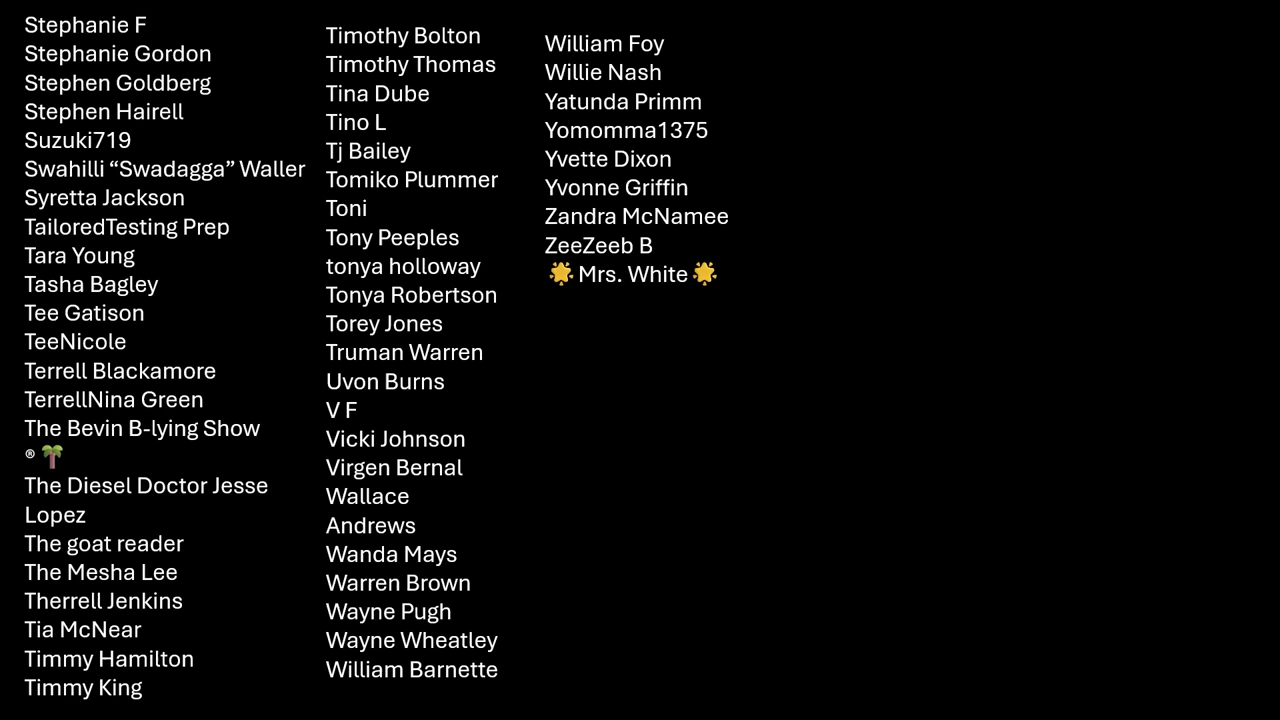 Stephanie F
Stephanie Gordon
Stephen Goldberg
Stephen Hairell
Suzuki719
Swahilli “Swadagga” Waller
Syretta Jackson
TailoredTesting Prep
Tara Young
Tasha Bagley
Tee Gatison
TeeNicole
Terrell Blackamore
TerrellNina Green
The Bevin B-lying Show
® 🌴
The Diesel Doctor Jesse
Lopez
The goat reader
The Mesha Lee
Therrell Jenkins
Tia McNear
Timmy Hamilton
Timmy King
Timothy Bolton
Timothy Thomas
Tina Dube
Tino L
Tj Bailey
Tomiko Plummer
Toni
Tony Peeples
tonya holloway
Tonya Robertson
Torey Jones
Truman Warren
Uvon Burns
V F
Vicki Johnson
Virgen Bernal
Wallace
Andrews
Wanda Mays
Warren Brown
Wayne Pugh
Wayne Wheatley
William Barnette
William Foy
Willie Nash
Yatunda Primm
Yomomma1375
Yvette Dixon
Yvonne Griffin
Zandra McNamee
ZeeZeeb B
🌟 Mrs. White 🌟